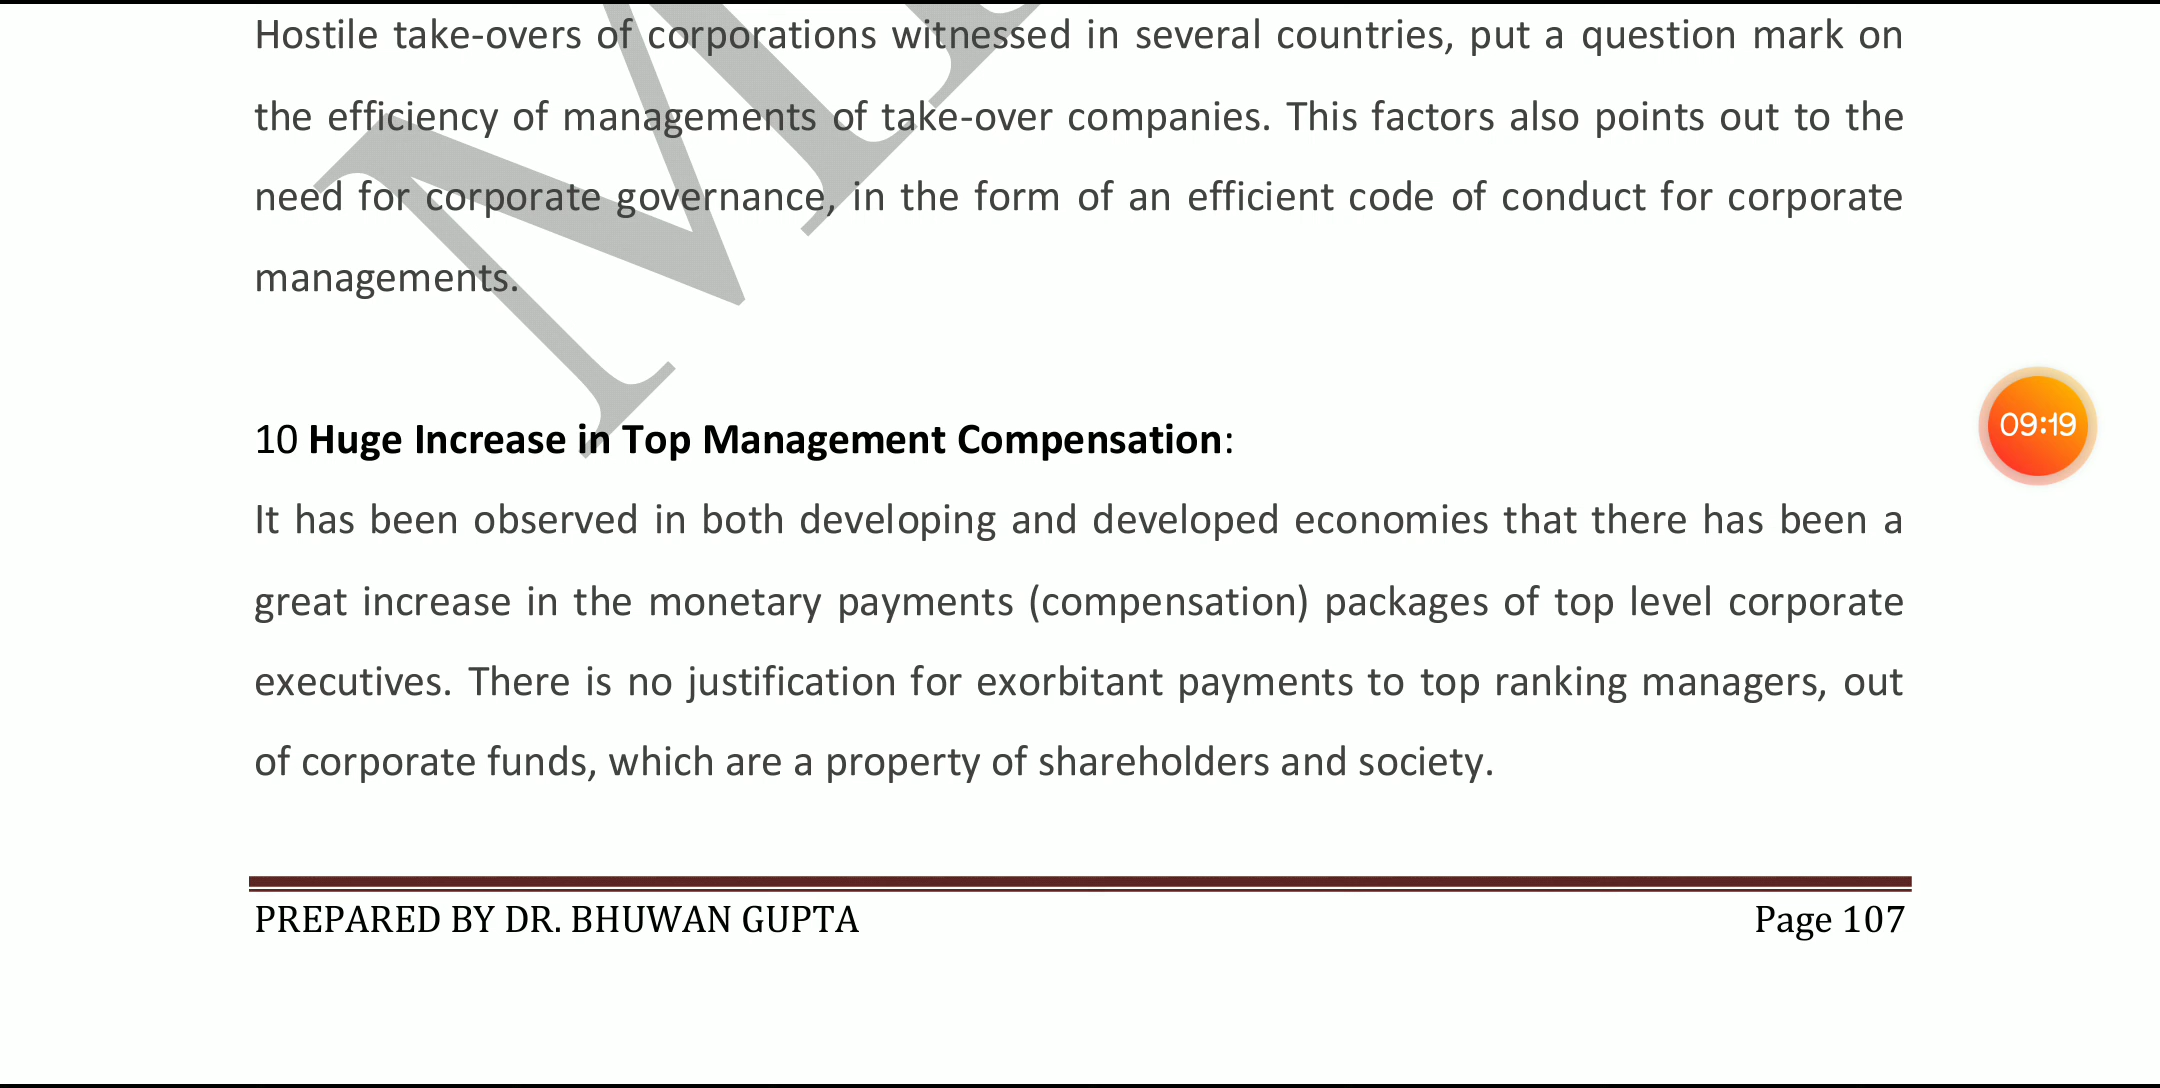 Hostile take-overs of corporations witnessed in several countries, put a question mark on
the efficiency of managements of take-over companies. This factors also points out to the
need for corporate governance, in the form of an efficient code of conduct for corporate
managements.
10 Huge Increase in Top Management Compensation:
09:19
It has been observed in both developing and developed economies that there has been a
great increase in the monetary payments (compensation) packages of top level corporate
executives. There is no justification for exorbitant payments to top ranking managers, out
of corporate funds, which are a property of shareholders and society.
PREPARED BY DR. BHUWAN GUPTA Page 107